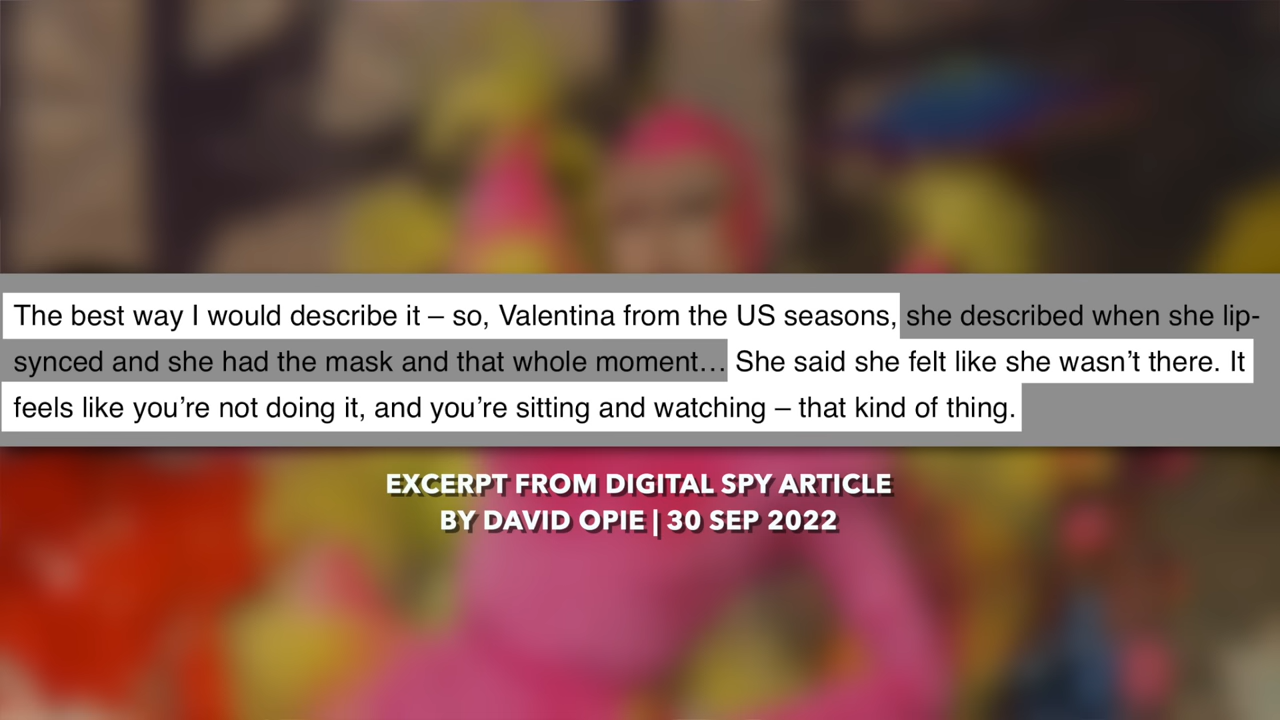 The best way I would describe it – so, Valentina from the US seasons, she described when she lip-
synced and she had the mask and that whole moment… She said she felt like she wasn’t there. It
feels like you’re not doing it, and you’re sitting and watching – that kind of thing.
EXCERPT FROM DIGITAL SPY ARTICLE
BY DAVID OPIE | 30 SEP 2022